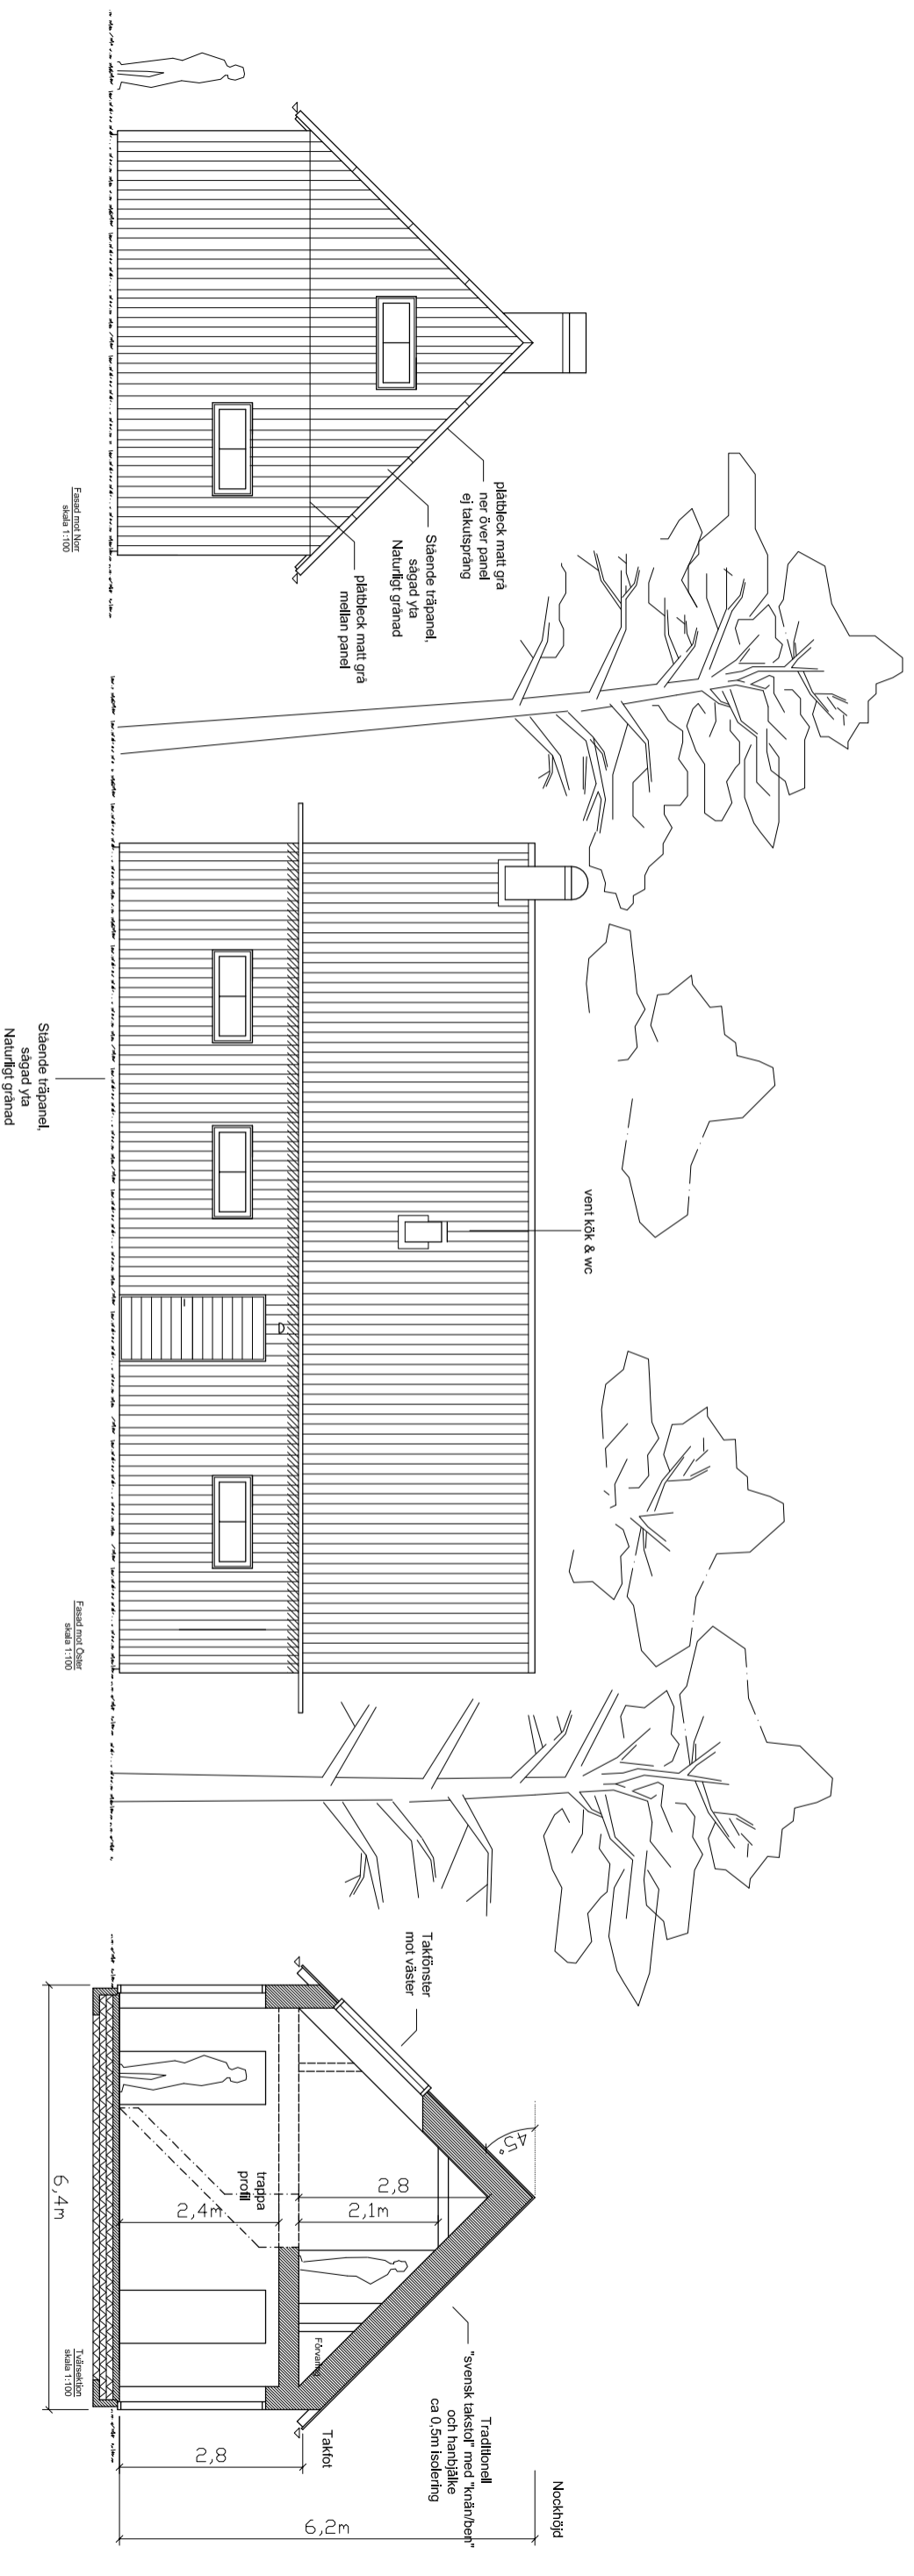 plåtbleck matt grå
ner över panel
ej takutsprång
Stående träpanel,
sågad yta
Naturligt grånad
plåtbleck matt grå
mellan panel
Fasad mot Norr
skala 1:100
vent kök & wc
Stående träpanel,
sågad yta
Naturligt grånad
Fasad mot Öster
skala 1:100
Takfönster
mot väster
45°
Nockhöjd
Traditionell
"svensk takstol" med "knän/ben"
och hanbjälke
ca 0,5m isolering
Takfot
2,8
2,1m
trappa
profil
2,4m
Förvaring
2,8
6,2m
6,4m
Tvärsektion
skala 1:100